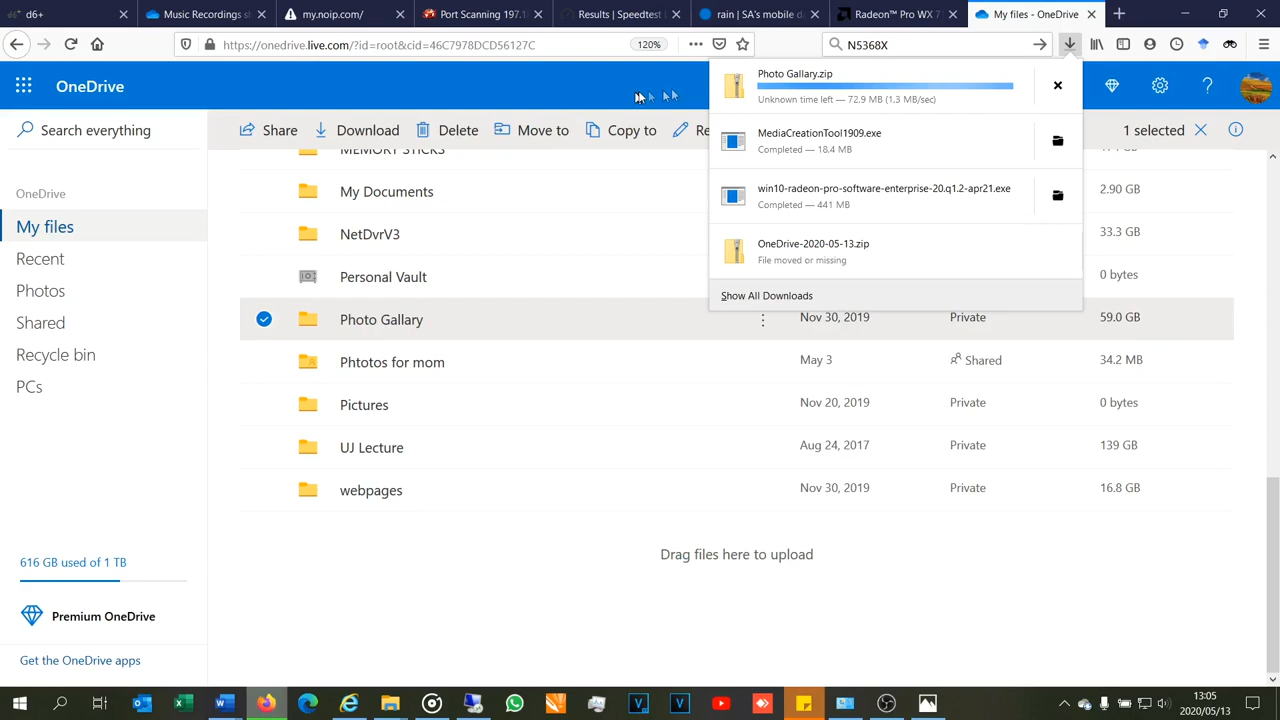 d6+
Music Recordings st
my.noip.com/
Port Scanning 197.1
Results | Speedtest
rain | SA's mobile d
Radeon™ Pro WX 7
My files - OneDrive
https://onedrive.live.com/?id=root&cid=46C7978DCD56127C
120%
N5368X
OneDrive
Search everything
Share
Download
Delete
Move to
Copy to
Re
1 selected
Photo Gallary.zip
Unknown time left — 72.9 MB (1.3 MB/sec)
MediaCreationTool1909.exe
Completed — 18.4 MB
win10-radeon-pro-software-enterprise-20.q1.2-apr21.exe
Completed — 441 MB
OneDrive-2020-05-13.zip
File moved or missing
Show All Downloads
OneDrive
My files
Recent
Photos
Shared
Recycle bin
PCs
616 GB used of 1 TB
Premium OneDrive
Get the OneDrive apps
MEMORY STICKS
My Documents 2.90 GB
NetDvrV3 33.3 GB
Personal Vault 0 bytes
Photo Gallary Nov 30, 2019 Private 59.0 GB
Phtotos for mom May 3 Shared 34.2 MB
Pictures Nov 20, 2019 Private 0 bytes
UJ Lecture Aug 24, 2017 Private 139 GB
webpages Nov 30, 2019 Private 16.8 GB
Drag files here to upload
13:05
2020/05/13